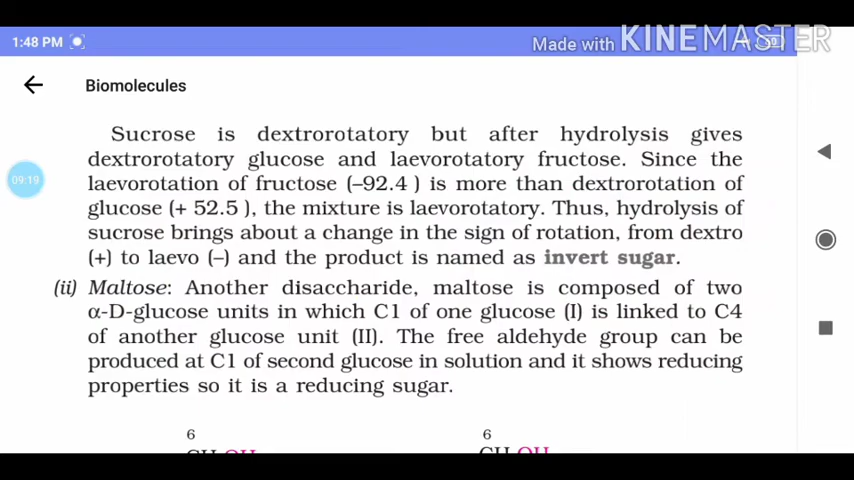 1:48 PM
Made with KINEMASTER
Biomolecules
Sucrose is dextrorotatory but after hydrolysis gives
dextrorotatory glucose and laevorotatory fructose. Since the
09:19
laevorotation of fructose (–92.4) is more than dextrorotation of
glucose (+ 52.5), the mixture is laevorotatory. Thus, hydrolysis of
sucrose brings about a change in the sign of rotation, from dextro
(+) to laevo (–) and the product is named as invert sugar.
(ii) Maltose: Another disaccharide, maltose is composed of two
α-D-glucose units in which C1 of one glucose (I) is linked to C4
of another glucose unit (II). The free aldehyde group can be
produced at C1 of second glucose in solution and it shows reducing
properties so it is a reducing sugar.
6 6